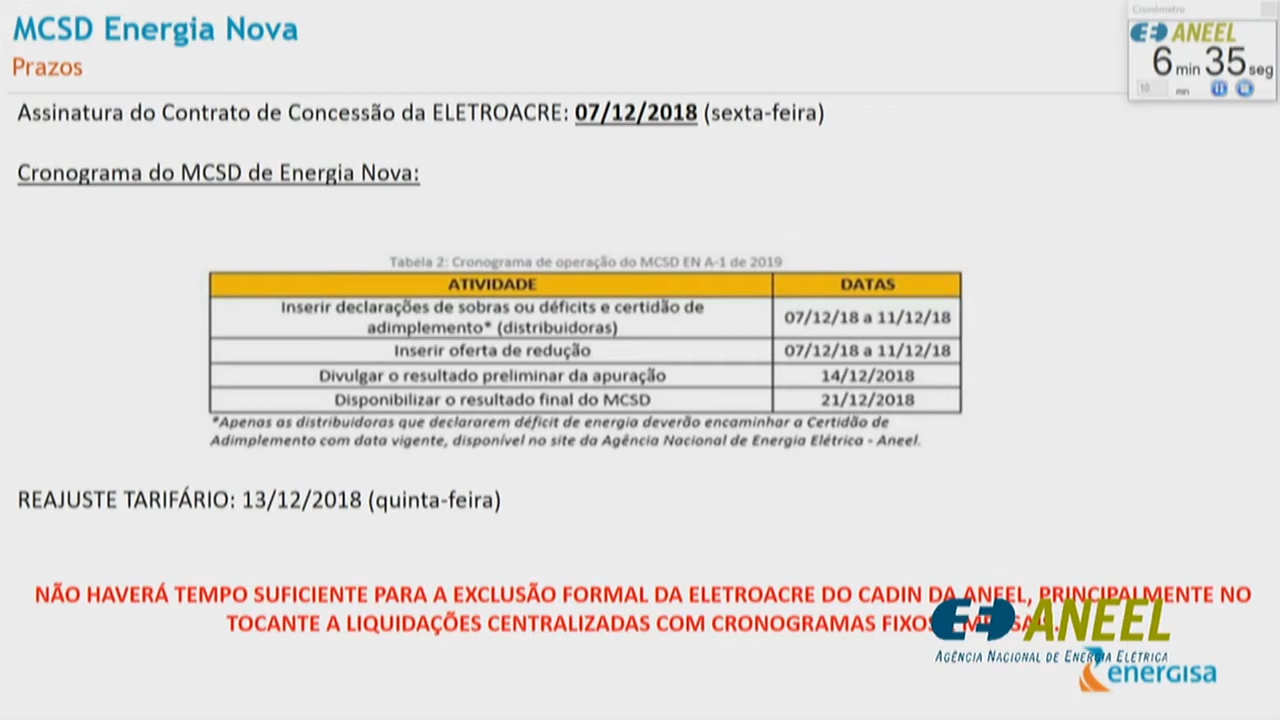 MCSD Energia Nova
Prazos
Cronômetro
ANEEL
6 min 35 seg
10 min
Assinatura do Contrato de Concessão da ELETROACRE: 07/12/2018 (sexta-feira)
Cronograma do MCSD de Energia Nova:
Tabela 2: Cronograma de operação do MCSD EN A-1 de 2019
ATIVIDADE DATAS
Inserir declarações de sobras ou déficits e certidão de
adimplemento* (distribuidoras) 07/12/18 a 11/12/18
Inserir oferta de redução 07/12/18 a 11/12/18
Divulgar o resultado preliminar da apuração 14/12/2018
Disponibilizar o resultado final do MCSD 21/12/2018
*Apenas as distribuidoras que declararem déficit de energia deverão encaminhar a Certidão de
Adimplemento com data vigente, disponível no site da Agência Nacional de Energia Elétrica - Aneel.
REAJUSTE TARIFÁRIO: 13/12/2018 (quinta-feira)
NÃO HAVERÁ TEMPO SUFICIENTE PARA A EXCLUSÃO FORMAL DA ELETROACRE DO CADIN DA ANEEL, PRINCIPALMENTE NO
TOCANTE A LIQUIDAÇÕES CENTRALIZADAS COM CRONOGRAMAS FIXOS
ANEEL
AGÊNCIA NACIONAL DE ENERGIA ELÉTRICA
energisa